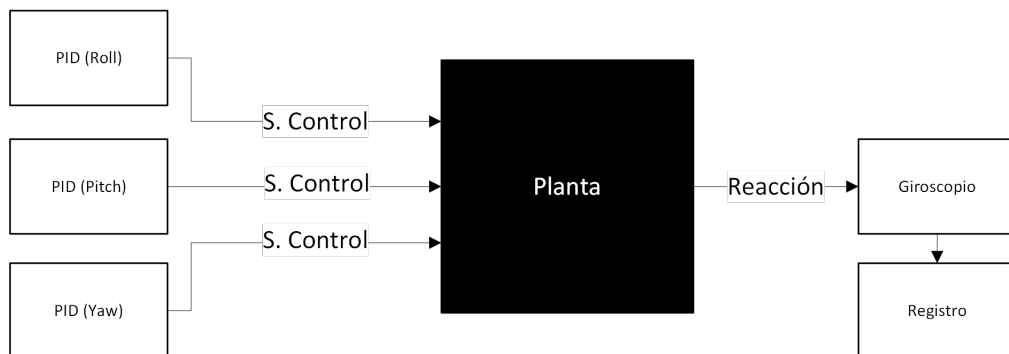 PID (Roll)
S. Control
PID (Pitch)
S. Control
Planta
Reacción
Giroscopio
S. Control
PID (Yaw)
Registro